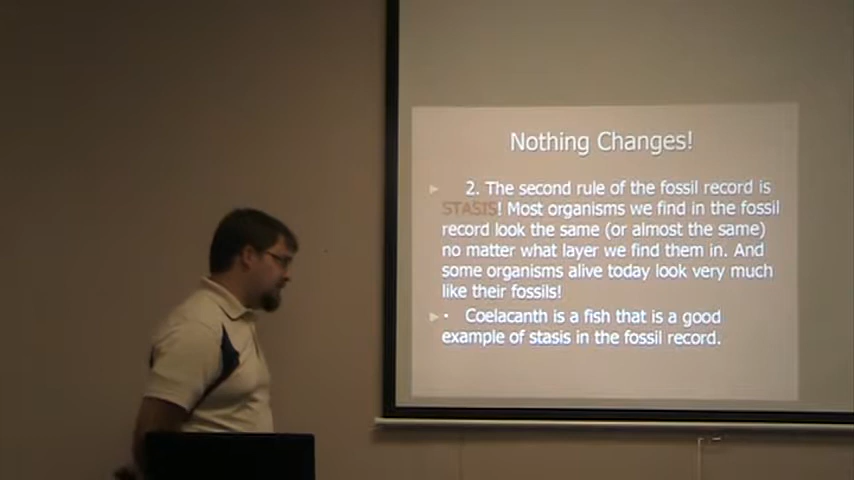 Nothing Changes!
2. The second rule of the fossil record is
STASIS! Most organisms we find in the fossil
record look the same (or almost the same)
no matter what layer we find them in. And
some organisms alive today look very much
like their fossils!
• Coelacanth is a fish that is a good
example of stasis in the fossil record.